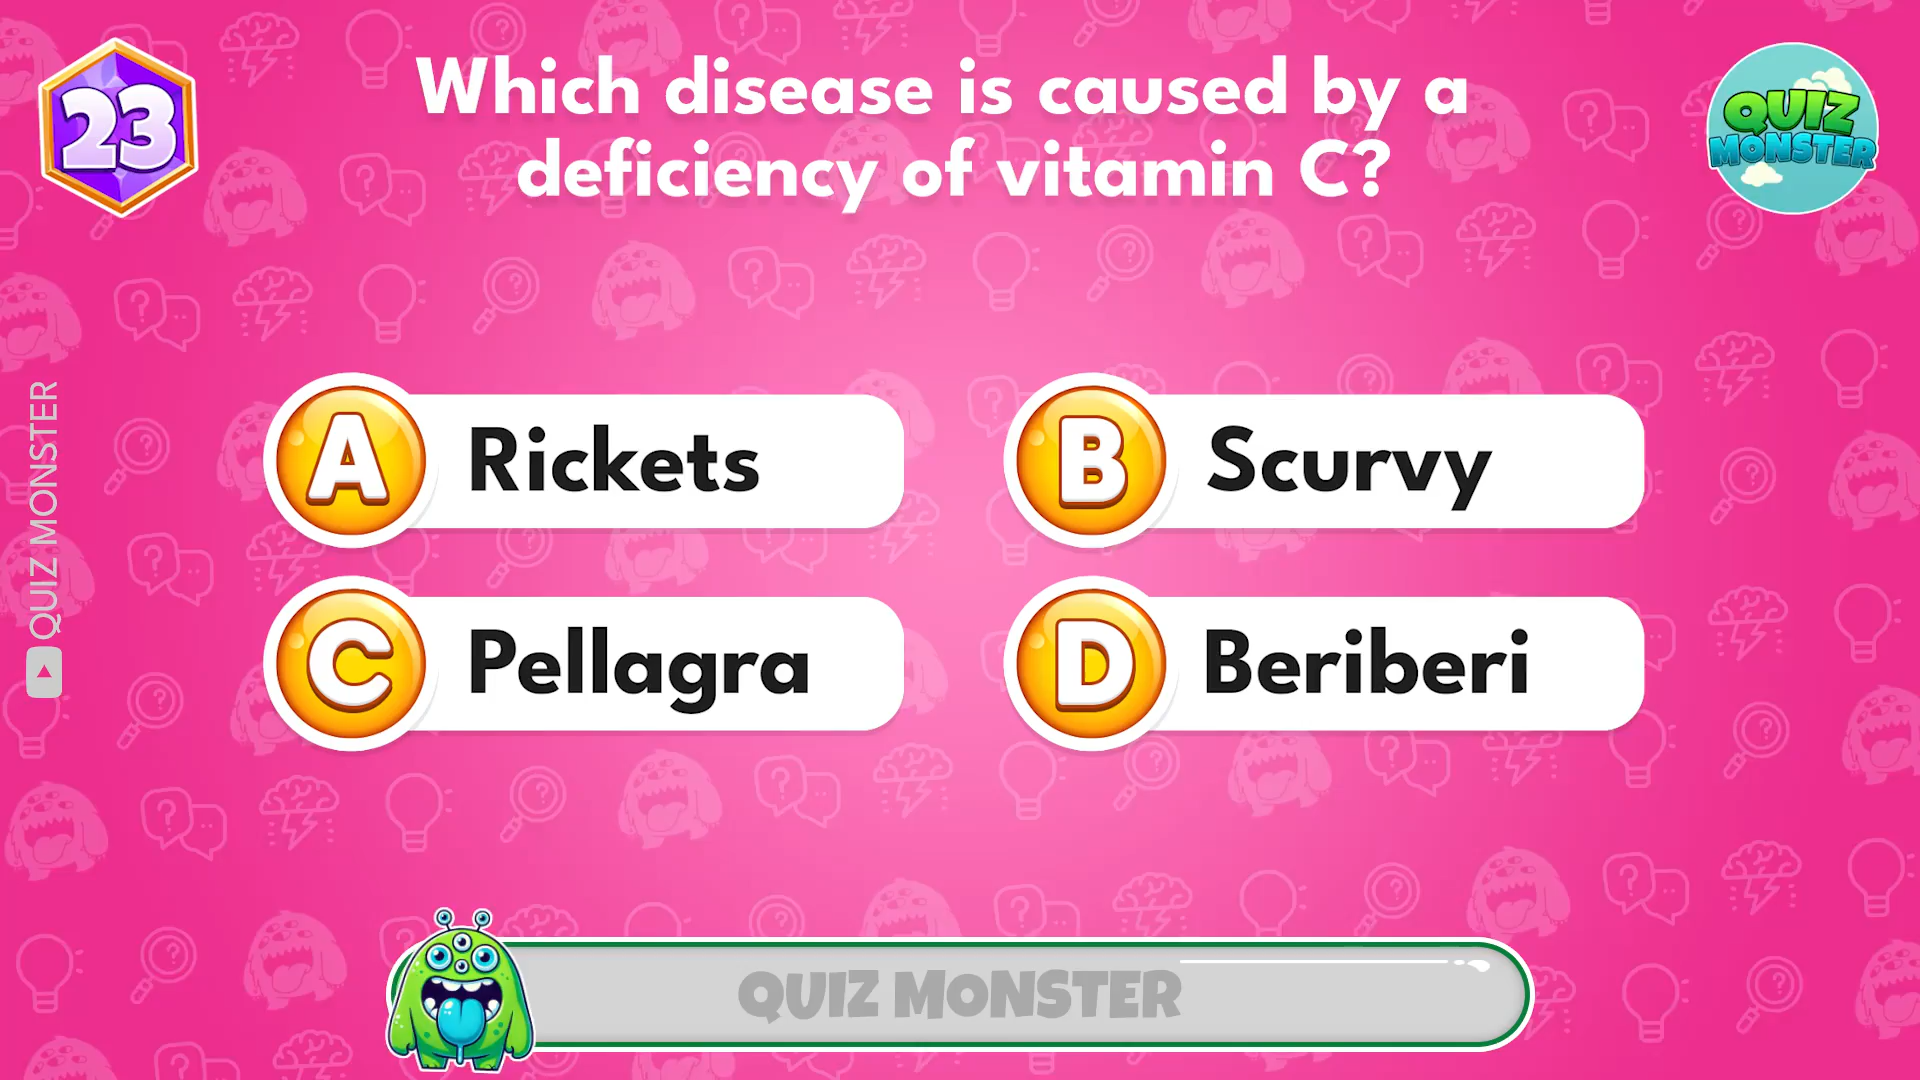 23
Which disease is caused by a
deficiency of vitamin C?
QUIZ
MONSTER
A Rickets
B Scurvy
C Pellagra
D Beriberi
QUIZ MONSTER
QUIZ MONSTER